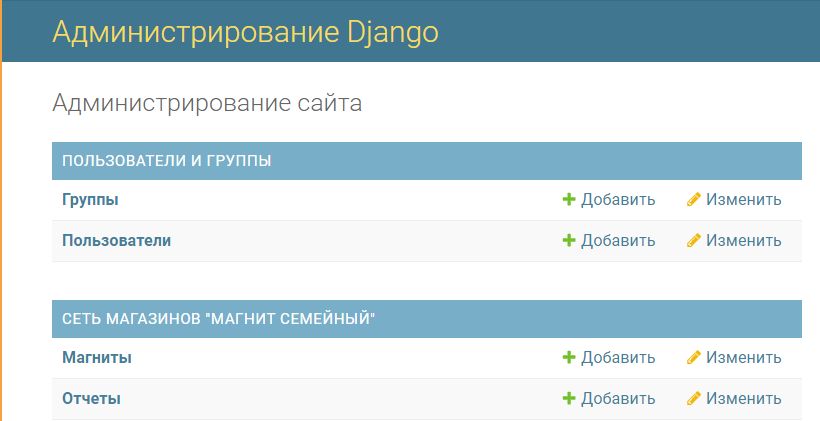 Администрирование Django
Администрирование сайта
ПОЛЬЗОВАТЕЛИ И ГРУППЫ
Группы Добавить Изменить
Пользователи Добавить Изменить
СЕТЬ МАГАЗИНОВ "МАГНИТ СЕМЕЙНЫЙ"
Магниты Добавить Изменить
Отчеты Добавить Изменить